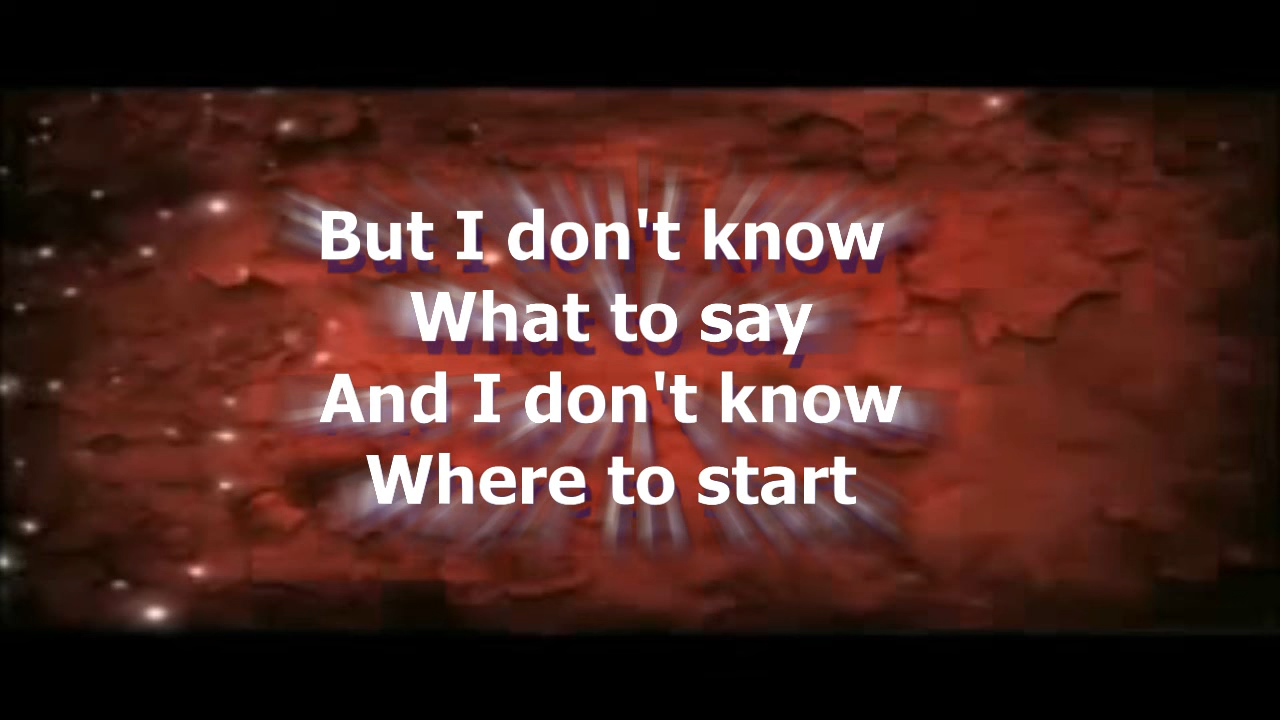 But I don't know
What to say
And I don't know
Where to start